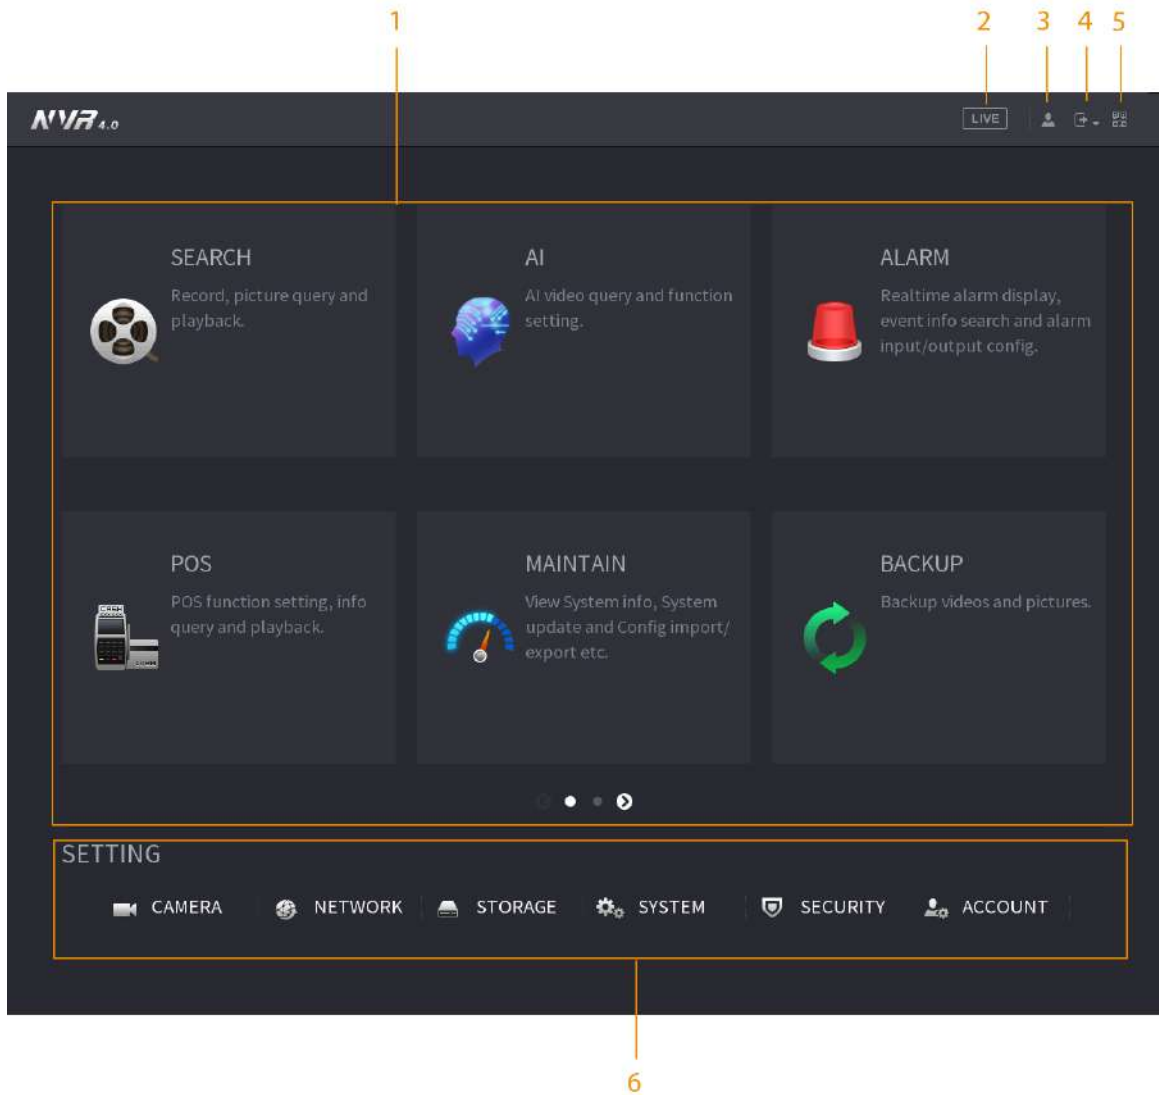 1
2 3 4 5
NVR 4.0
LIVE
SEARCH
Record, picture query and
playback.
AI
AI video query and function
setting.
ALARM
Realtime alarm display,
event info search and alarm
input/output config.
POS
POS function setting, info
query and playback.
CASH
MAINTAIN
View System info, System
update and Config import/
export etc.
BACKUP
Backup videos and pictures.
SETTING
CAMERA NETWORK STORAGE SYSTEM SECURITY ACCOUNT
6